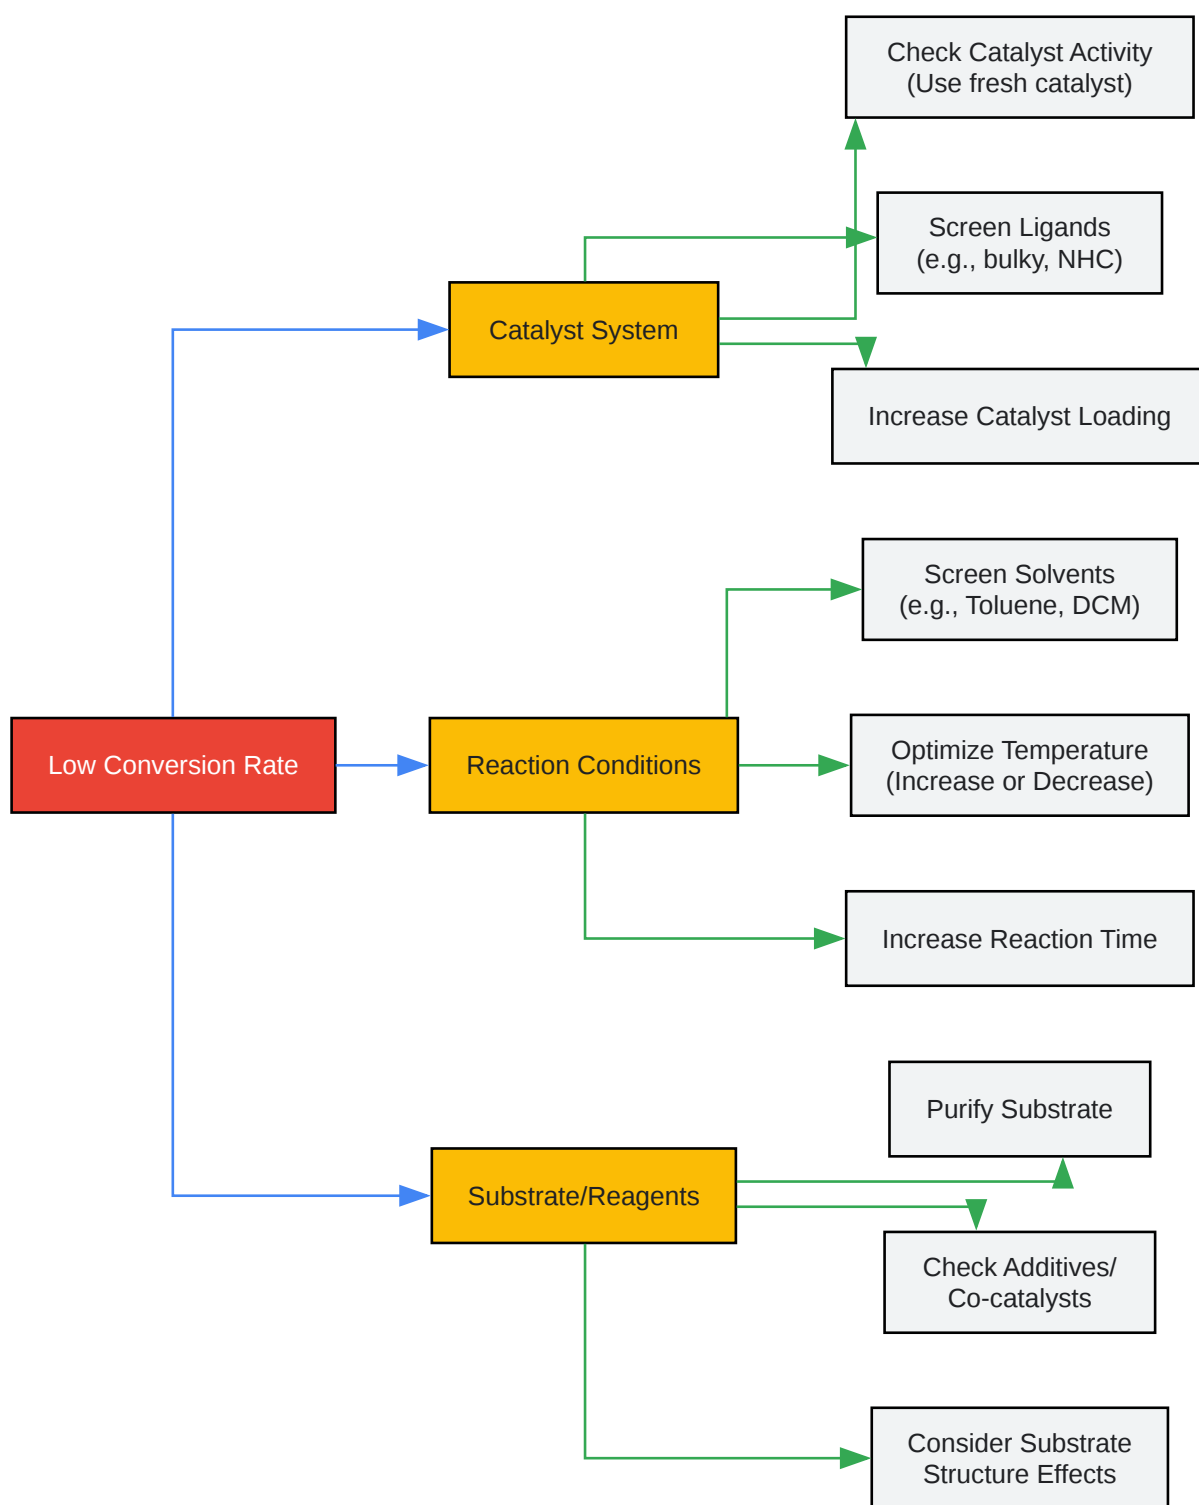 Check Catalyst Activity
(Use fresh catalyst)
Screen Ligands
(e.g., bulky, NHC)
Catalyst System
Increase Catalyst Loading
Screen Solvents
(e.g., Toluene, DCM)
Low Conversion Rate
Reaction Conditions
Optimize Temperature
(Increase or Decrease)
Increase Reaction Time
Purify Substrate
Substrate/Reagents
Check Additives/
Co-catalysts
Consider Substrate
Structure Effects